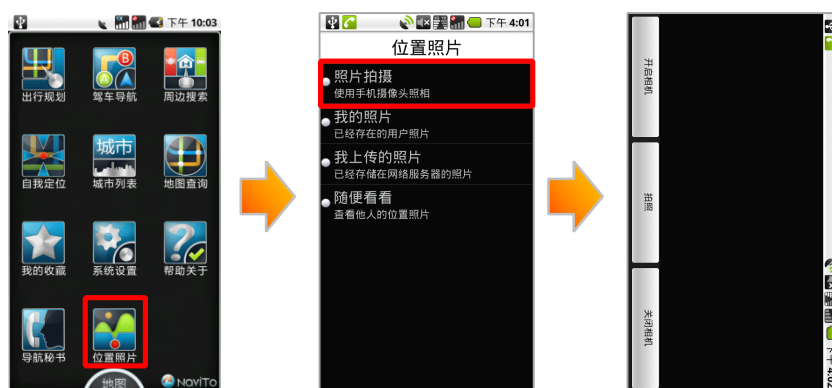 下午 10:03
出行规划
驾车导航
周边搜索
城市
自我定位
城市列表
地图查询
我的收藏
系统设置
帮助关于
导航秘书
位置照片
地图
NaviTo
下午 4:01
位置照片
照片拍摄
使用手机摄像头照相
我的照片
已经存在的用户照片
我上传的照片
已经存储在网络服务器的照片
随便看看
查看他人的位置照片
开启相机
拍照
关闭相机
下午 4:02